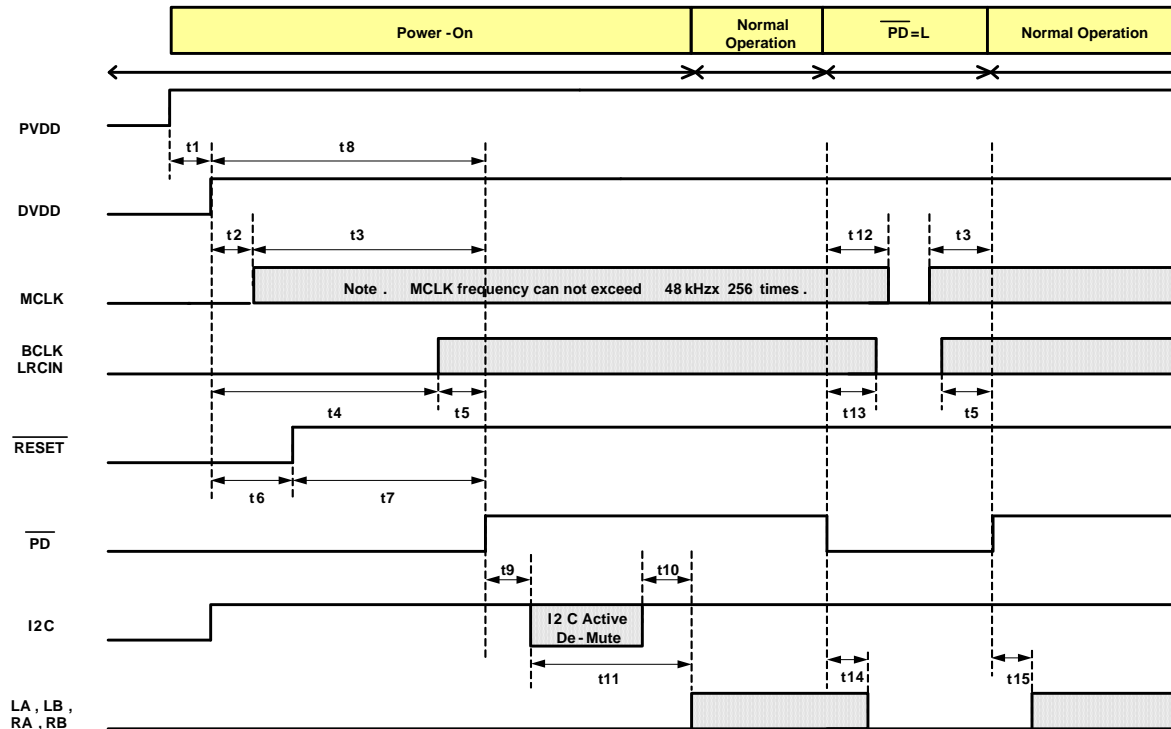 Power -On
Normal Operation
PD=L
Normal Operation
PVDD
t1
t8
DVDD
t2
t3
t12
t3
MCLK
Note . MCLK frequency can not exceed 48 kHzx 256 times .
BCLK
LRCIN
t4
t5
t13
t5
RESET
t6
t7
PD
t9
t10
I2C
I2 C Active
De - Mute
t11
t14
t15
LA , LB ,
RA , RB